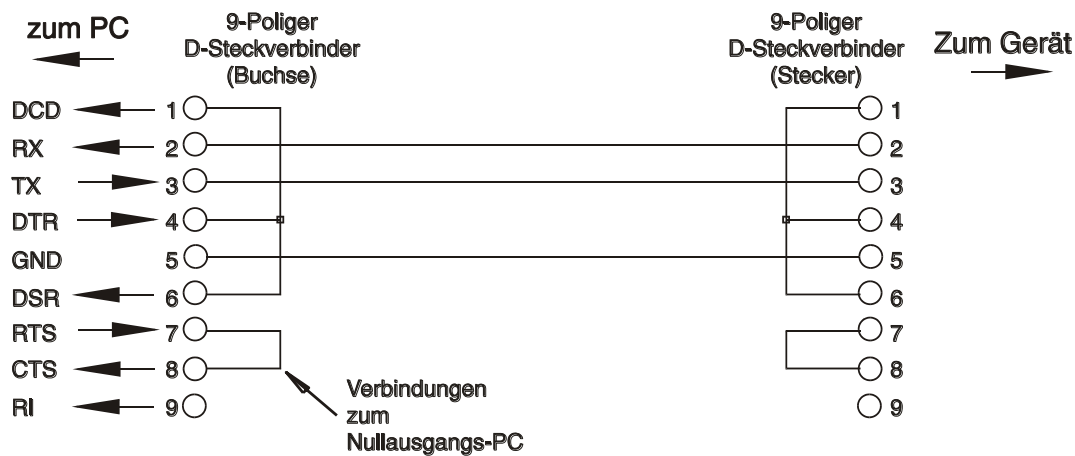 zum PC
9-Poliger
D-Steckverbinder
(Buchse)
9-Poliger
D-Steckverbinder
(Stecker)
Zum Gerät
DCD 1 1
RX 2 2
TX 3 3
DTR 4 4
GND 5 5
DSR 6 6
RTS 7 7
CTS 8 8
RI 9 9
Verbindungen
zum
Nullausgangs-PC